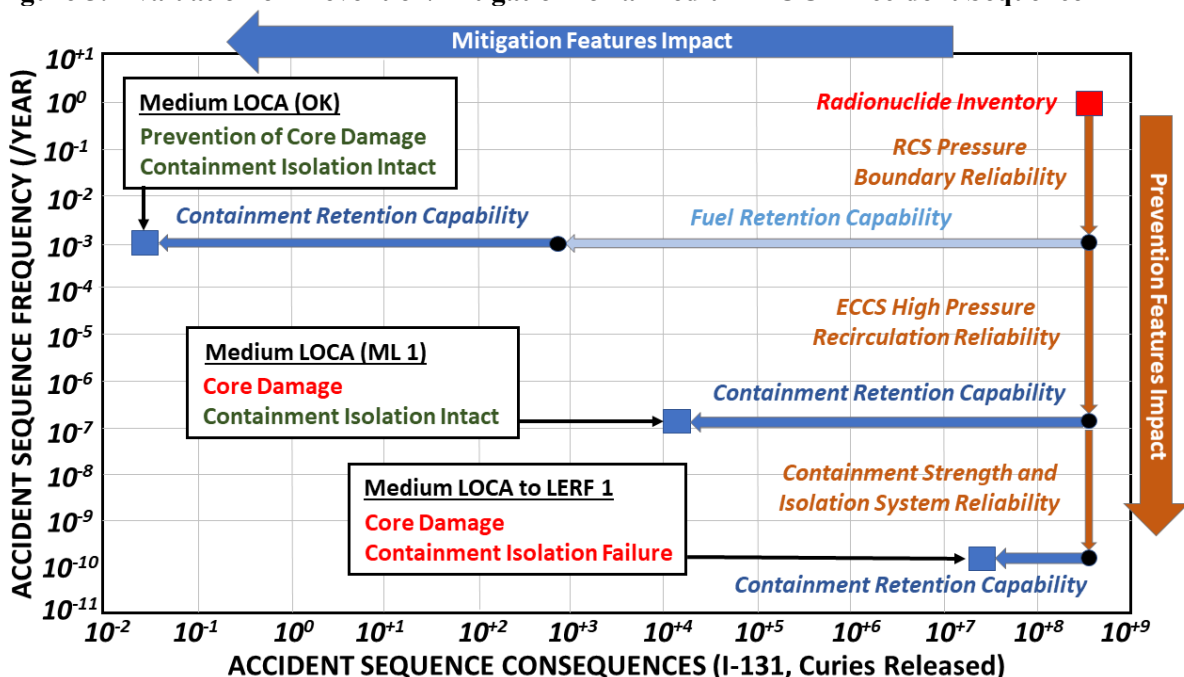 Mitigation Features Impact
10+1
100
10-1
10-2
10-3
10-4
10-5
10-6
10-7
10-8
10-9
10-10
10-11
ACCIDENT SEQUENCE FREQUENCY (/YEAR)
Medium LOCA (OK)
Prevention of Core Damage
Containment Isolation Intact
Radionuclide Inventory
RCS Pressure
Boundary Reliability
Containment Retention Capability
Fuel Retention Capability
ECCS High Pressure
Recirculation Reliability
Medium LOCA (ML 1)
Core Damage
Containment Isolation Intact
Containment Retention Capability
Containment Strength and
Isolation System Reliability
Medium LOCA to LERF 1
Core Damage
Containment Isolation Failure
Containment Retention Capability
Prevention Features Impact
10-2 10-1 100 10+1 10+2 10+3 10+4 10+5 10+6 10+7 10+8 10+9
ACCIDENT SEQUENCE CONSEQUENCES (I-131, Curies Released)